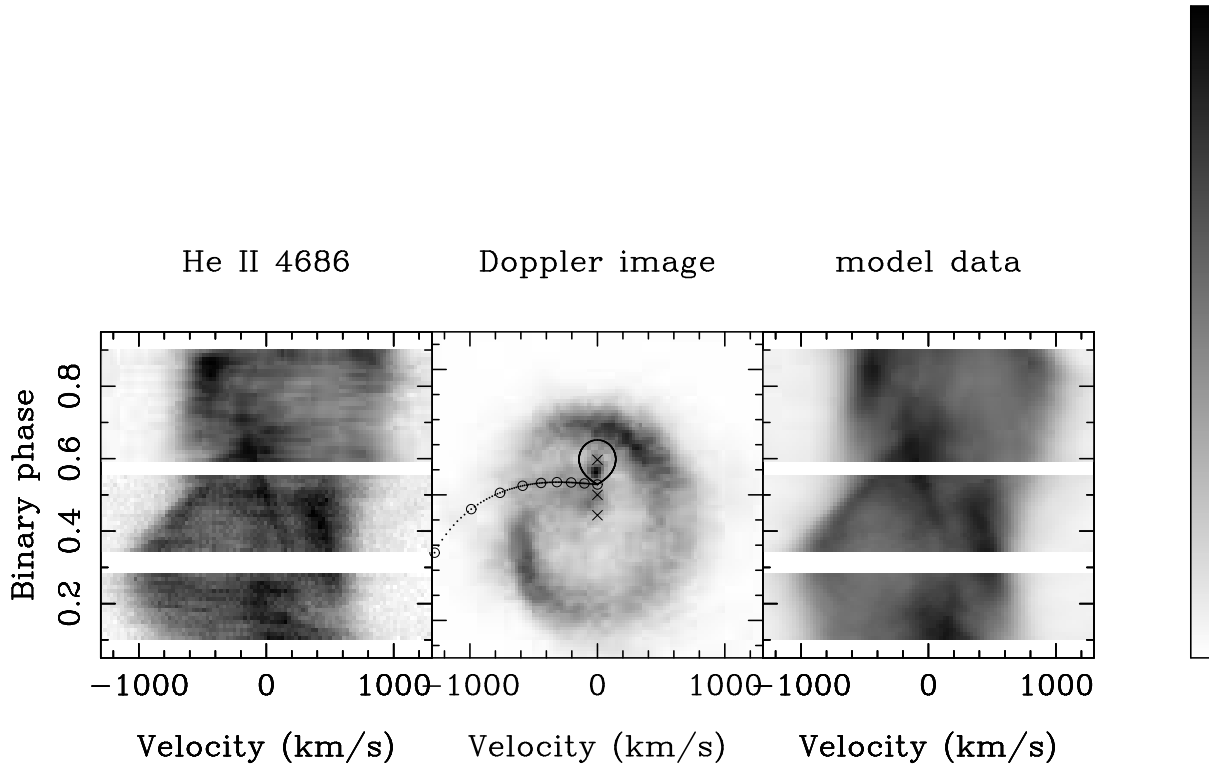 He II 4686 Doppler image model data
Binary phase
0.8
0.6
0.4
0.2
−1000 0 1000 −1000 0 1000 −1000 0 1000
Velocity (km/s) Velocity (km/s) Velocity (km/s)